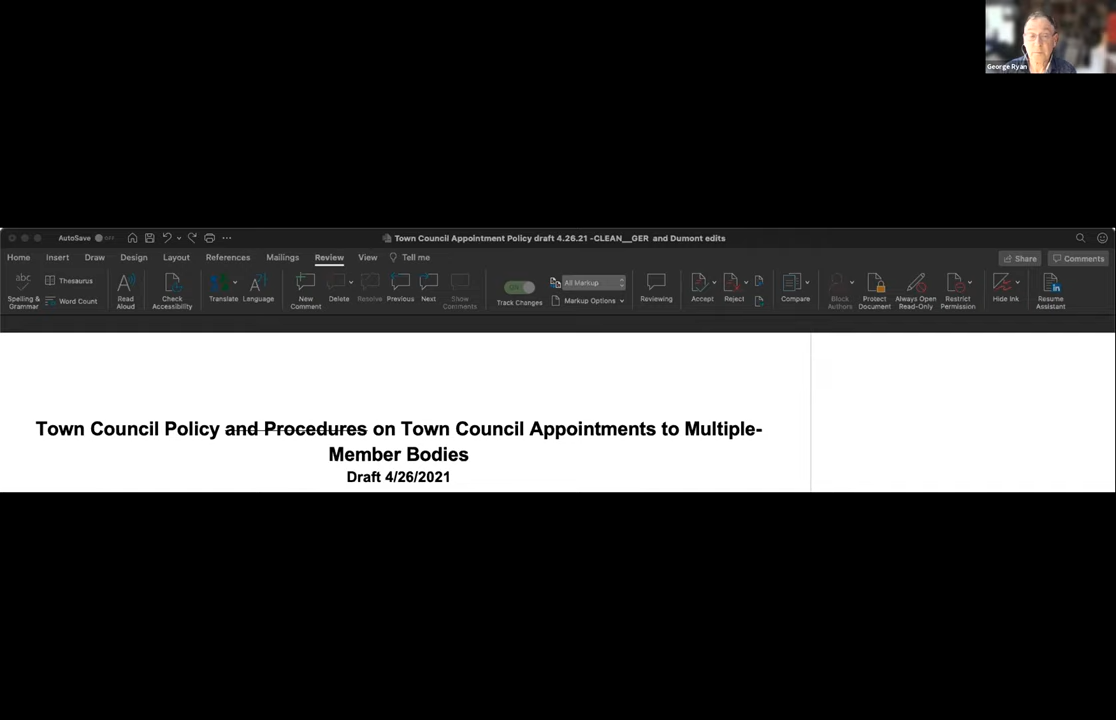 George Ryan
AutoSave OFF
Town Council Appointment Policy draft 4.26.21 -CLEAN__GER and Dumont edits
Home Insert Draw Design Layout References Mailings Review View Tell me
Share Comments
abc
Spelling & Grammar
Thesaurus
Word Count
Read Aloud
Check Accessibility
Translate
Language
New Comment
Delete
Resolve
Previous
Next
Show Comments
ON
Track Changes
All Markup
Markup Options
Reviewing
Accept
Reject
Compare
Block Authors
Protect Document
Always Open Read-Only
Restrict Permission
Hide Ink
Resume Assistant
Town Council Policy and Procedures on Town Council Appointments to Multiple-
Member Bodies
Draft 4/26/2021